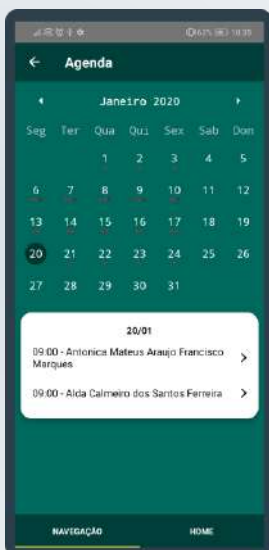 63% 10:35
Agenda
Janeiro 2020
Seg Ter Qua Qui Sex Sab Dom
1 2 3 4 5
6 7 8 9 10 11 12
13 14 15 16 17 18 19
20 21 22 23 24 25 26
27 28 29 30 31
20/01
09:00 - Antonica Mateus Araujo Francisco
Marques
09:00 - Alda Calmeiro dos Santos Ferreira
NAVEGAÇÃO HOME